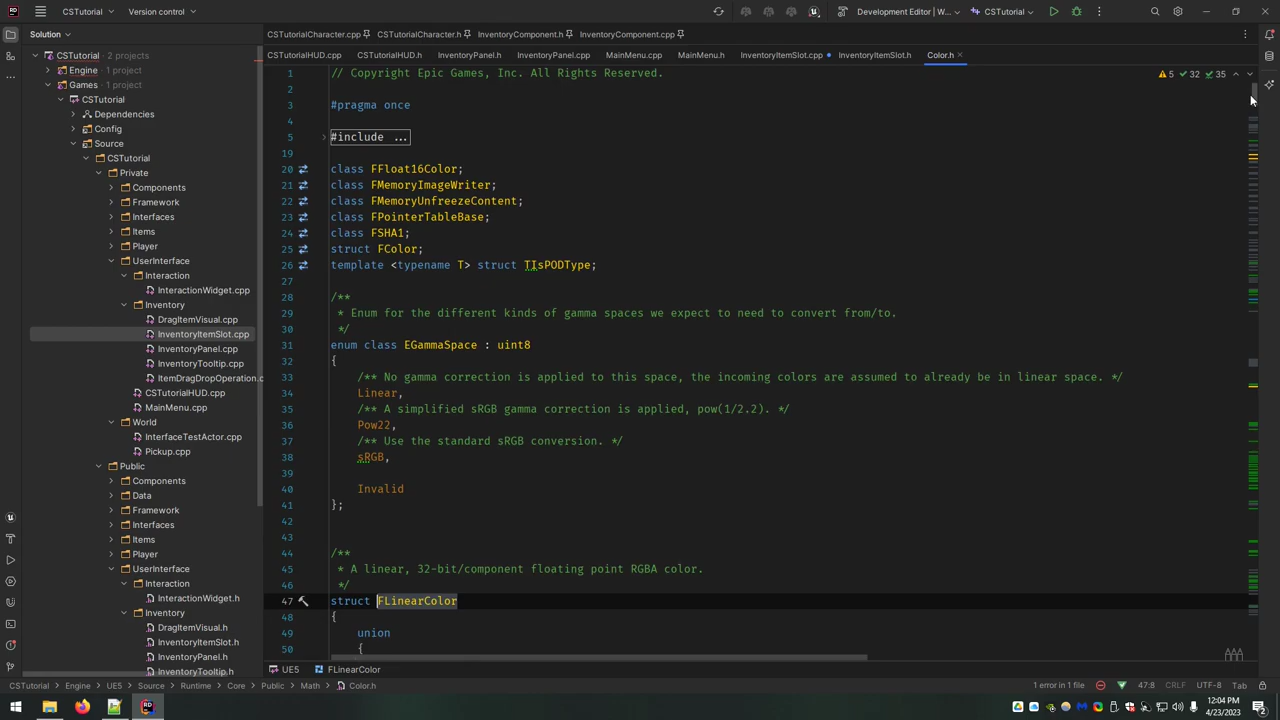 RD
Version control
Development Editor | W...
CSTutorial
Solution
CSTutorialCharacter.cpp
CSTutorialCharacter.h
InventoryComponent.h
InventoryComponent.cpp
CSTutorialHUD.cpp
CSTutorialHUD.h
InventoryPanel.h
InventoryPanel.cpp
MainMenu.cpp
MainMenu.h
InventoryItemSlot.cpp
InventoryItemSlot.h
Color.h
5 32 35
CSTutorial 2 projects
Engine 1 project
Games 1 project
CSTutorial
Dependencies
Config
Source
CSTutorial
Private
Components
Framework
Interfaces
Items
Player
UserInterface
Interaction
InteractionWidget.cpp
Inventory
DragItemVisual.cpp
InventoryItemSlot.cpp
InventoryPanel.cpp
InventoryTooltip.cpp
ItemDragDropOperation.c
CSTutorialHUD.cpp
MainMenu.cpp
World
InterfaceTestActor.cpp
Pickup.cpp
Public
Components
Data
Framework
Interfaces
Items
Player
UserInterface
Interaction
InteractionWidget.h
Inventory
DragItemVisual.h
InventoryItemSlot.h
InventoryPanel.h
InventoryTooltip.h
1 // Copyright Epic Games, Inc. All Rights Reserved.
2
3 #pragma once
4
5 #include ...
19
20 class FFloat16Color;
21 class FMemoryImageWriter;
22 class FMemoryUnfreezeContent;
23 class FPointerTableBase;
24 class FSHA1;
25 struct FColor;
26 template <typename T> struct TIsPODType;
27
28 /**
29 * Enum for the different kinds of gamma spaces we expect to need to convert from/to.
30 */
31 enum class EGammaSpace : uint8
32 {
33 /** No gamma correction is applied to this space, the incoming colors are assumed to already be in linear space. */
34 Linear,
35 /** A simplified sRGB gamma correction is applied, pow(1/2.2). */
36 Pow22,
37 /** Use the standard sRGB conversion. */
38 sRGB,
39
40 Invalid
41 };
42
43
44 /**
45 * A linear, 32-bit/component floating point RGBA color.
46 */
47 struct FLinearColor
48 {
49 union
50 {
UE5 FLinearColor
CSTutorial Engine UE5 Source Runtime Core Public Math Color.h
1 error in 1 file 47:8 CRLF UTF-8 Tab
12:04 PM
4/23/2023